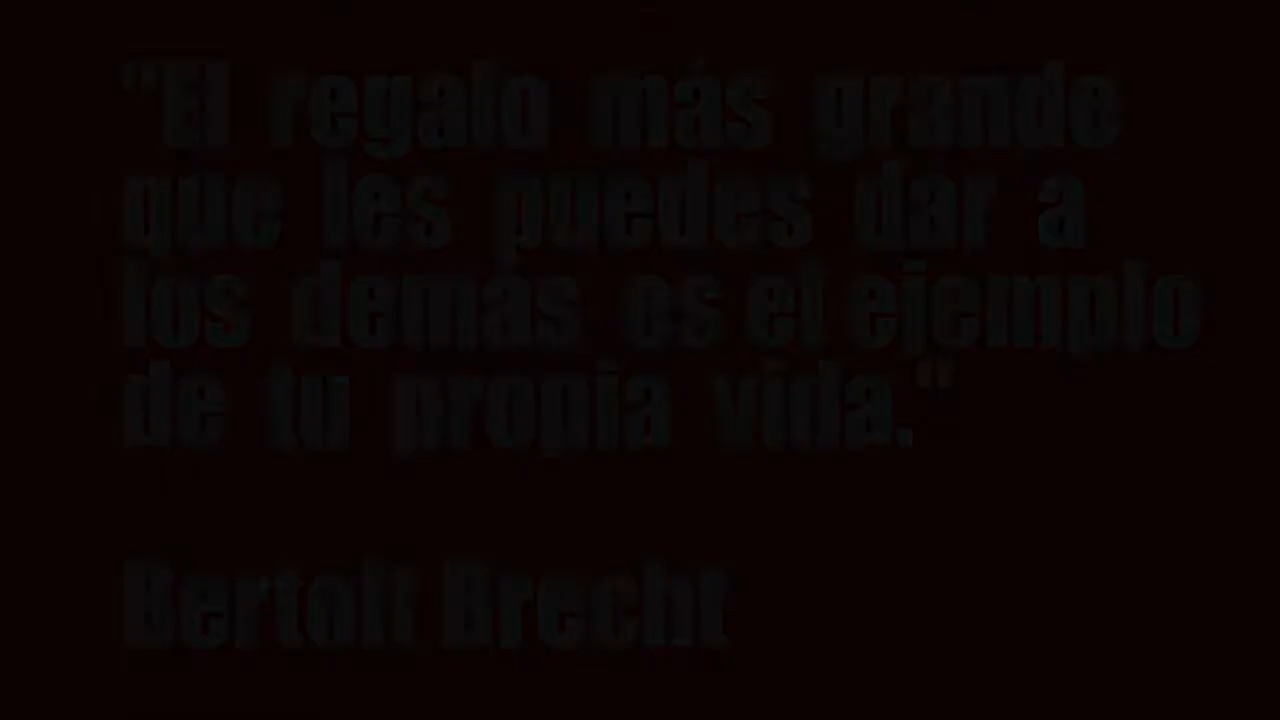 "El regalo más grande
que les puedes dar a
los demás es el ejemplo
de tu propia vida."
Bertolt Brecht